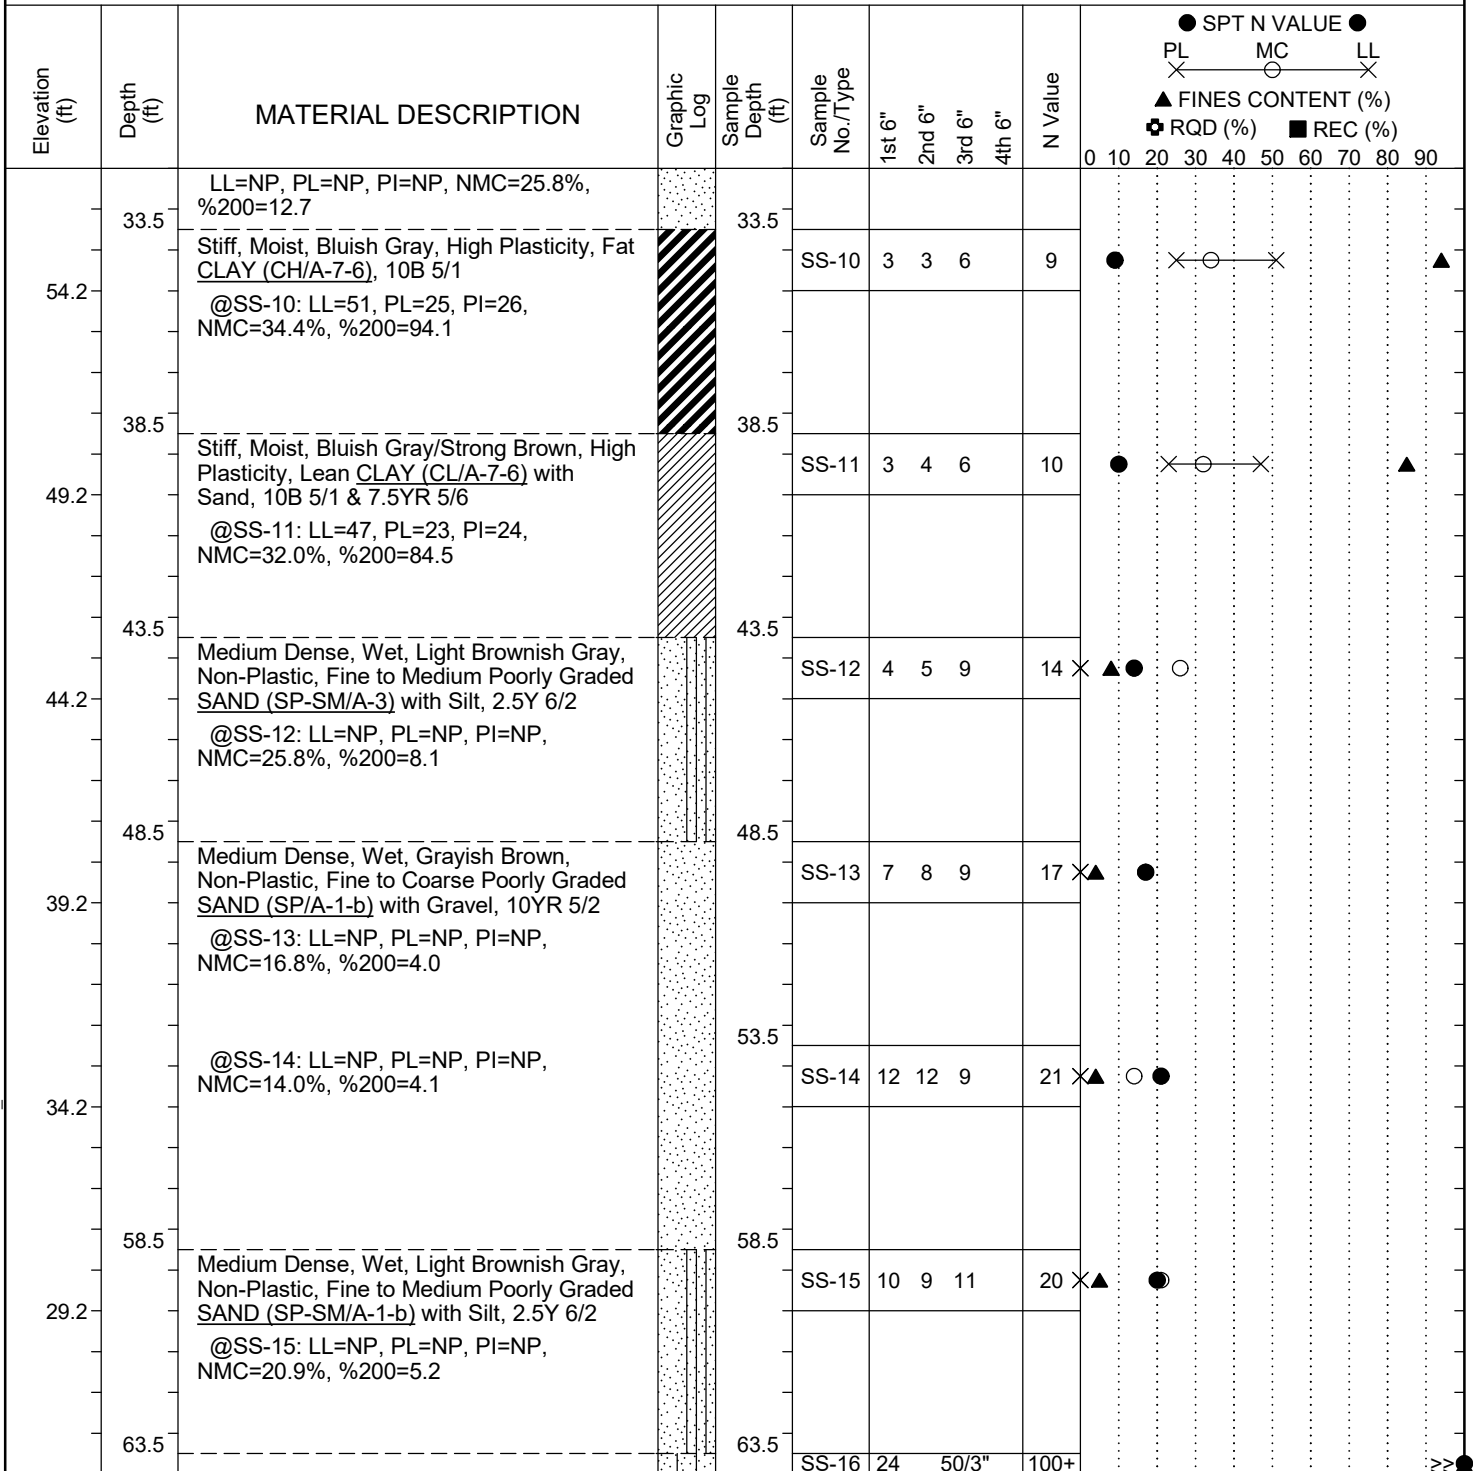 ● SPT N VALUE ●
PL MC LL
▲ FINES CONTENT (%)
RQD (%) ■ REC (%)
0 10 20 30 40 50 60 70 80 90
Elevation (ft)
Depth (ft)
MATERIAL DESCRIPTION
Graphic Log
Sample Depth (ft)
Sample No./Type
1st 6"
2nd 6"
3rd 6"
4th 6"
N Value
LL=NP, PL=NP, PI=NP, NMC=25.8%,
%200=12.7
33.5 33.5
Stiff, Moist, Bluish Gray, High Plasticity, Fat
CLAY (CH/A-7-6), 10B 5/1
SS-10 3 3 6 9
54.2
@SS-10: LL=51, PL=25, PI=26,
NMC=34.4%, %200=94.1
38.5 38.5
Stiff, Moist, Bluish Gray/Strong Brown, High
Plasticity, Lean CLAY (CL/A-7-6) with
Sand, 10B 5/1 & 7.5YR 5/6
SS-11 3 4 6 10
49.2
@SS-11: LL=47, PL=23, PI=24,
NMC=32.0%, %200=84.5
43.5 43.5
Medium Dense, Wet, Light Brownish Gray,
Non-Plastic, Fine to Medium Poorly Graded
SAND (SP-SM/A-3) with Silt, 2.5Y 6/2
SS-12 4 5 9 14
44.2
@SS-12: LL=NP, PL=NP, PI=NP,
NMC=25.8%, %200=8.1
48.5 48.5
Medium Dense, Wet, Grayish Brown,
Non-Plastic, Fine to Coarse Poorly Graded
SAND (SP/A-1-b) with Gravel, 10YR 5/2
SS-13 7 8 9 17
39.2
@SS-13: LL=NP, PL=NP, PI=NP,
NMC=16.8%, %200=4.0
53.5
@SS-14: LL=NP, PL=NP, PI=NP,
NMC=14.0%, %200=4.1
SS-14 12 12 9 21
34.2
58.5 58.5
Medium Dense, Wet, Light Brownish Gray,
Non-Plastic, Fine to Medium Poorly Graded
SAND (SP-SM/A-1-b) with Silt, 2.5Y 6/2
SS-15 10 9 11 20
29.2
@SS-15: LL=NP, PL=NP, PI=NP,
NMC=20.9%, %200=5.2
63.5 63.5
SS-16 24 50/3" 100+ >>